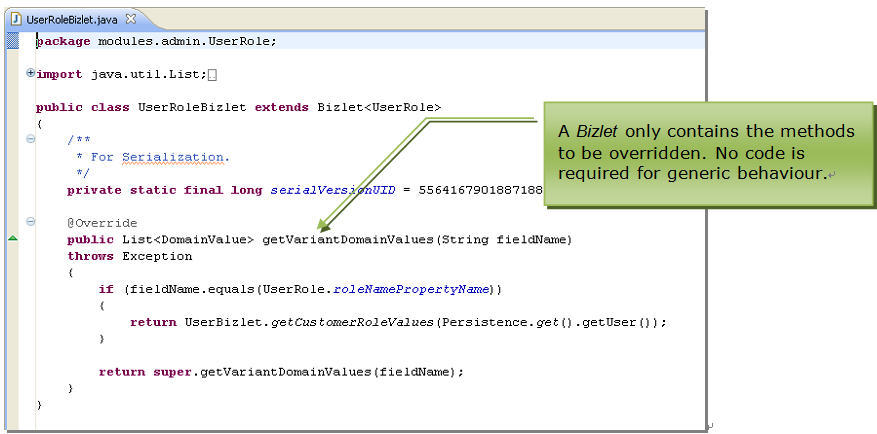 UserRoleBizlet.java
package modules.admin.UserRole;
import java.util.List;
public class UserRoleBizlet extends Bizlet<UserRole>
{
/**
* For Serialization.
*/
private static final long serialVersionUID = 556416790188718
@Override
public List<DomainValue> getVariantDomainValues(String fieldName)
throws Exception
{
if (fieldName.equals(UserRole.roleNamePropertyName))
{
return UserBizlet.getCustomerRoleValues(Persistence.get().getUser());
}
return super.getVariantDomainValues(fieldName);
}
}
A Bizlet only contains the methods
to be overridden. No code is
required for generic behaviour.